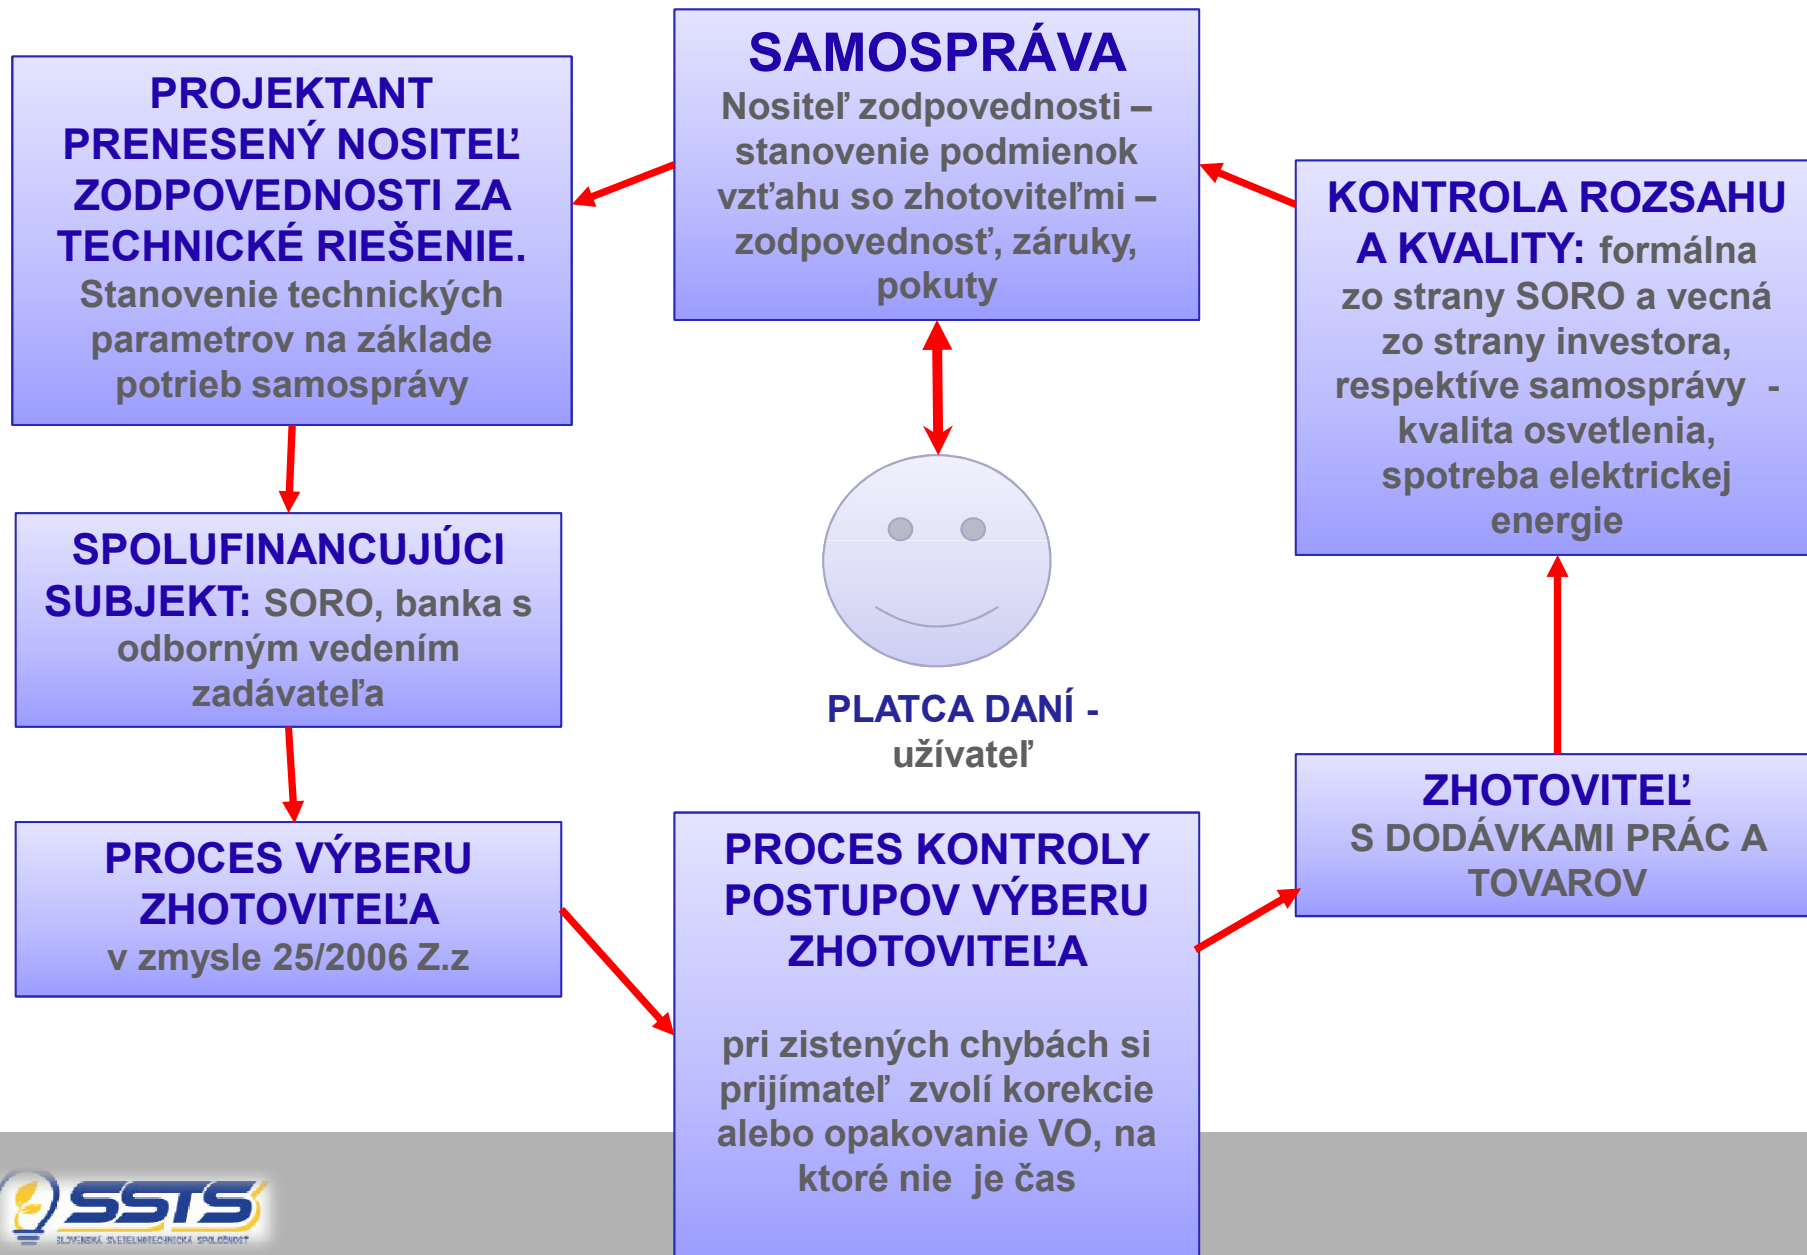 SAMOSPRÁVA
Nositeľ zodpovednosti –
stanovenie podmienok
vzťahu so zhotoviteľmi –
zodpovednosť, záruky,
pokuty
PROJEKTANT
PRENESENÝ NOSITEĽ
ZODPOVEDNOSTI ZA
TECHNICKÉ RIEŠENIE.
Stanovenie technických
parametrov na základe
potrieb samosprávy
SPOLUFINANCUJÚCI
SUBJEKT: SORO, banka s
odborným vedením
zadávateľa
PROCES VÝBERU
ZHOTOVITEĽA
v zmysle 25/2006 Z.z
PROCES KONTROLY
POSTUPOV VÝBERU
ZHOTOVITEĽA
pri zistených chybách si
prijímateľ  zvolí korekcie
alebo opakovanie VO, na
ktoré nie  je čas
ZHOTOVITEĽ
S DODÁVKAMI PRÁC A
TOVAROV
KONTROLA ROZSAHU
A KVALITY: formálna
zo strany SORO a vecná
zo strany investora,
respektíve samosprávy  -
kvalita osvetlenia,
spotreba elektrickej
energie
PLATCA DANÍ -
užívateľ
SSTS
SLOVENSKÁ SVETELNOTECHNICKÁ SPOLOČNOSŤ